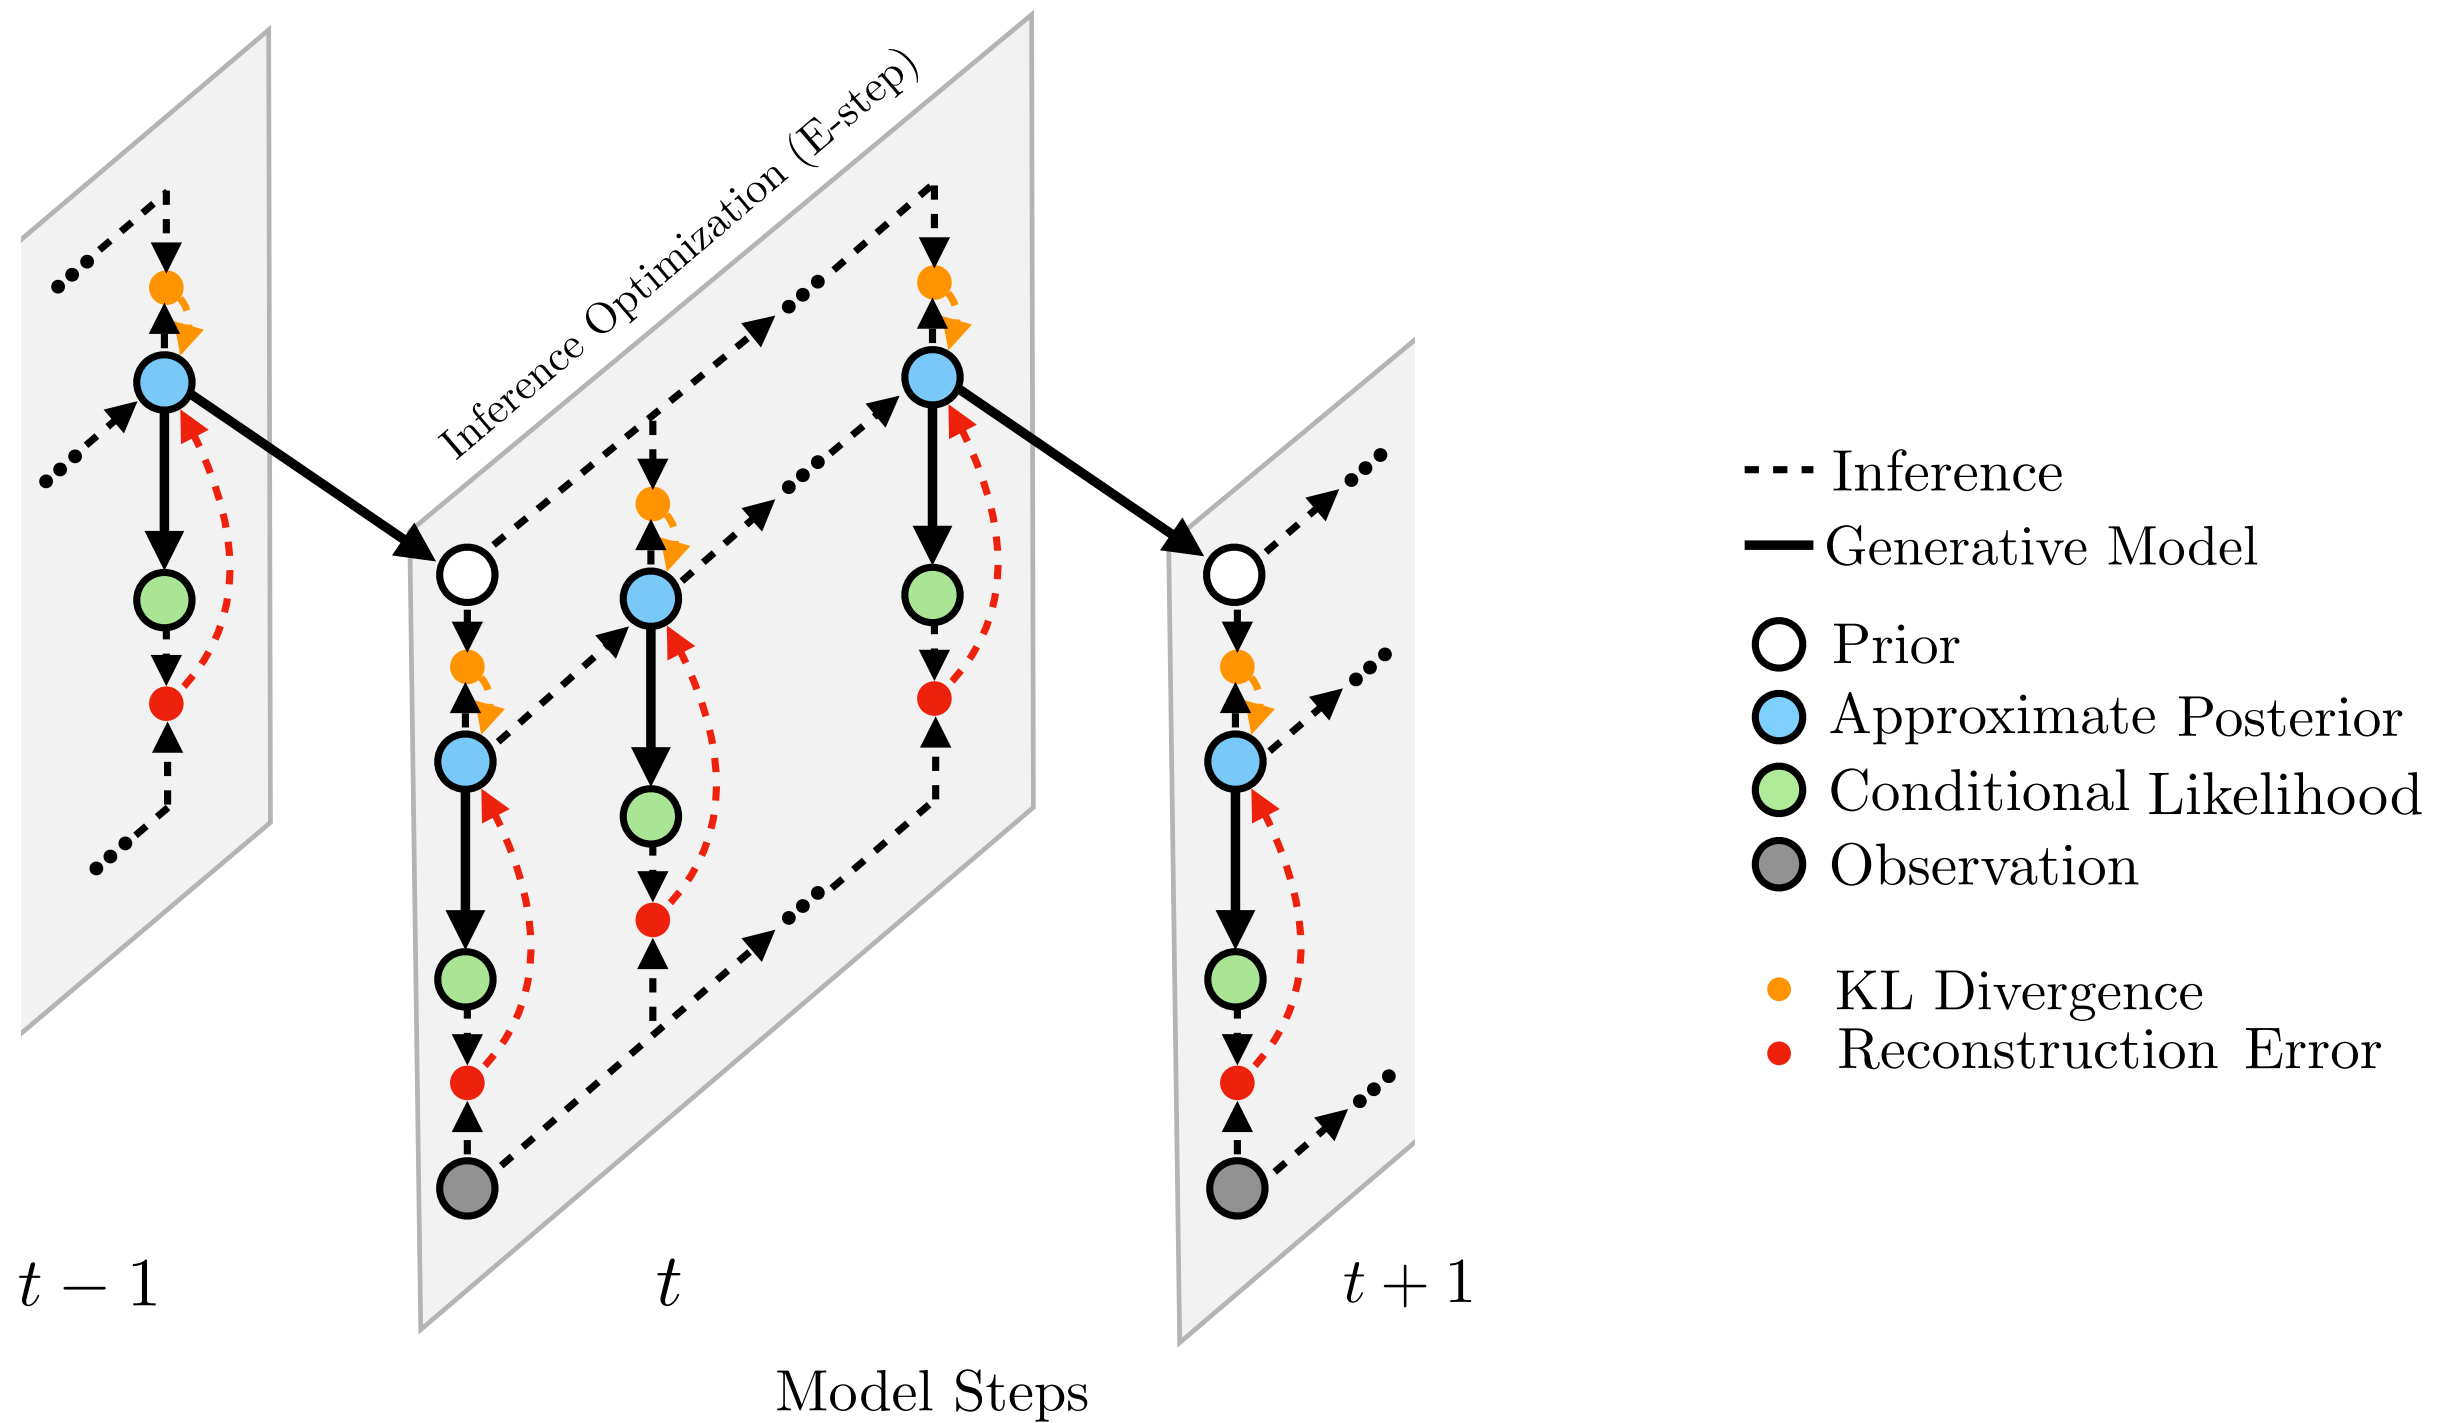 Inference Optimization (E-step)
Inference
Generative Model
Prior
Approximate Posterior
Conditional Likelihood
Observation
KL Divergence
Reconstruction Error
t − 1
t
t + 1
Model Steps